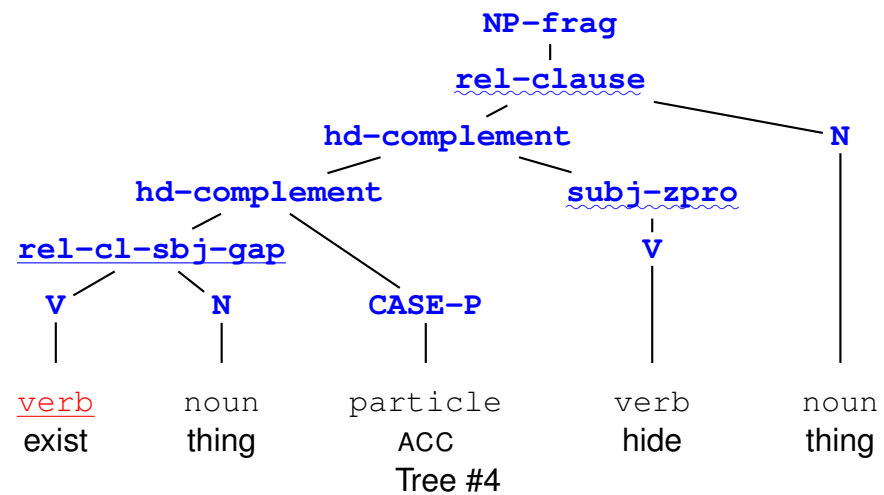 NP-frag
rel-clause
hd-complement N
hd-complement subj-zpro
rel-cl-sbj-gap V
V N CASE-P
verb noun particle verb noun
exist thing ACC hide thing
Tree #4